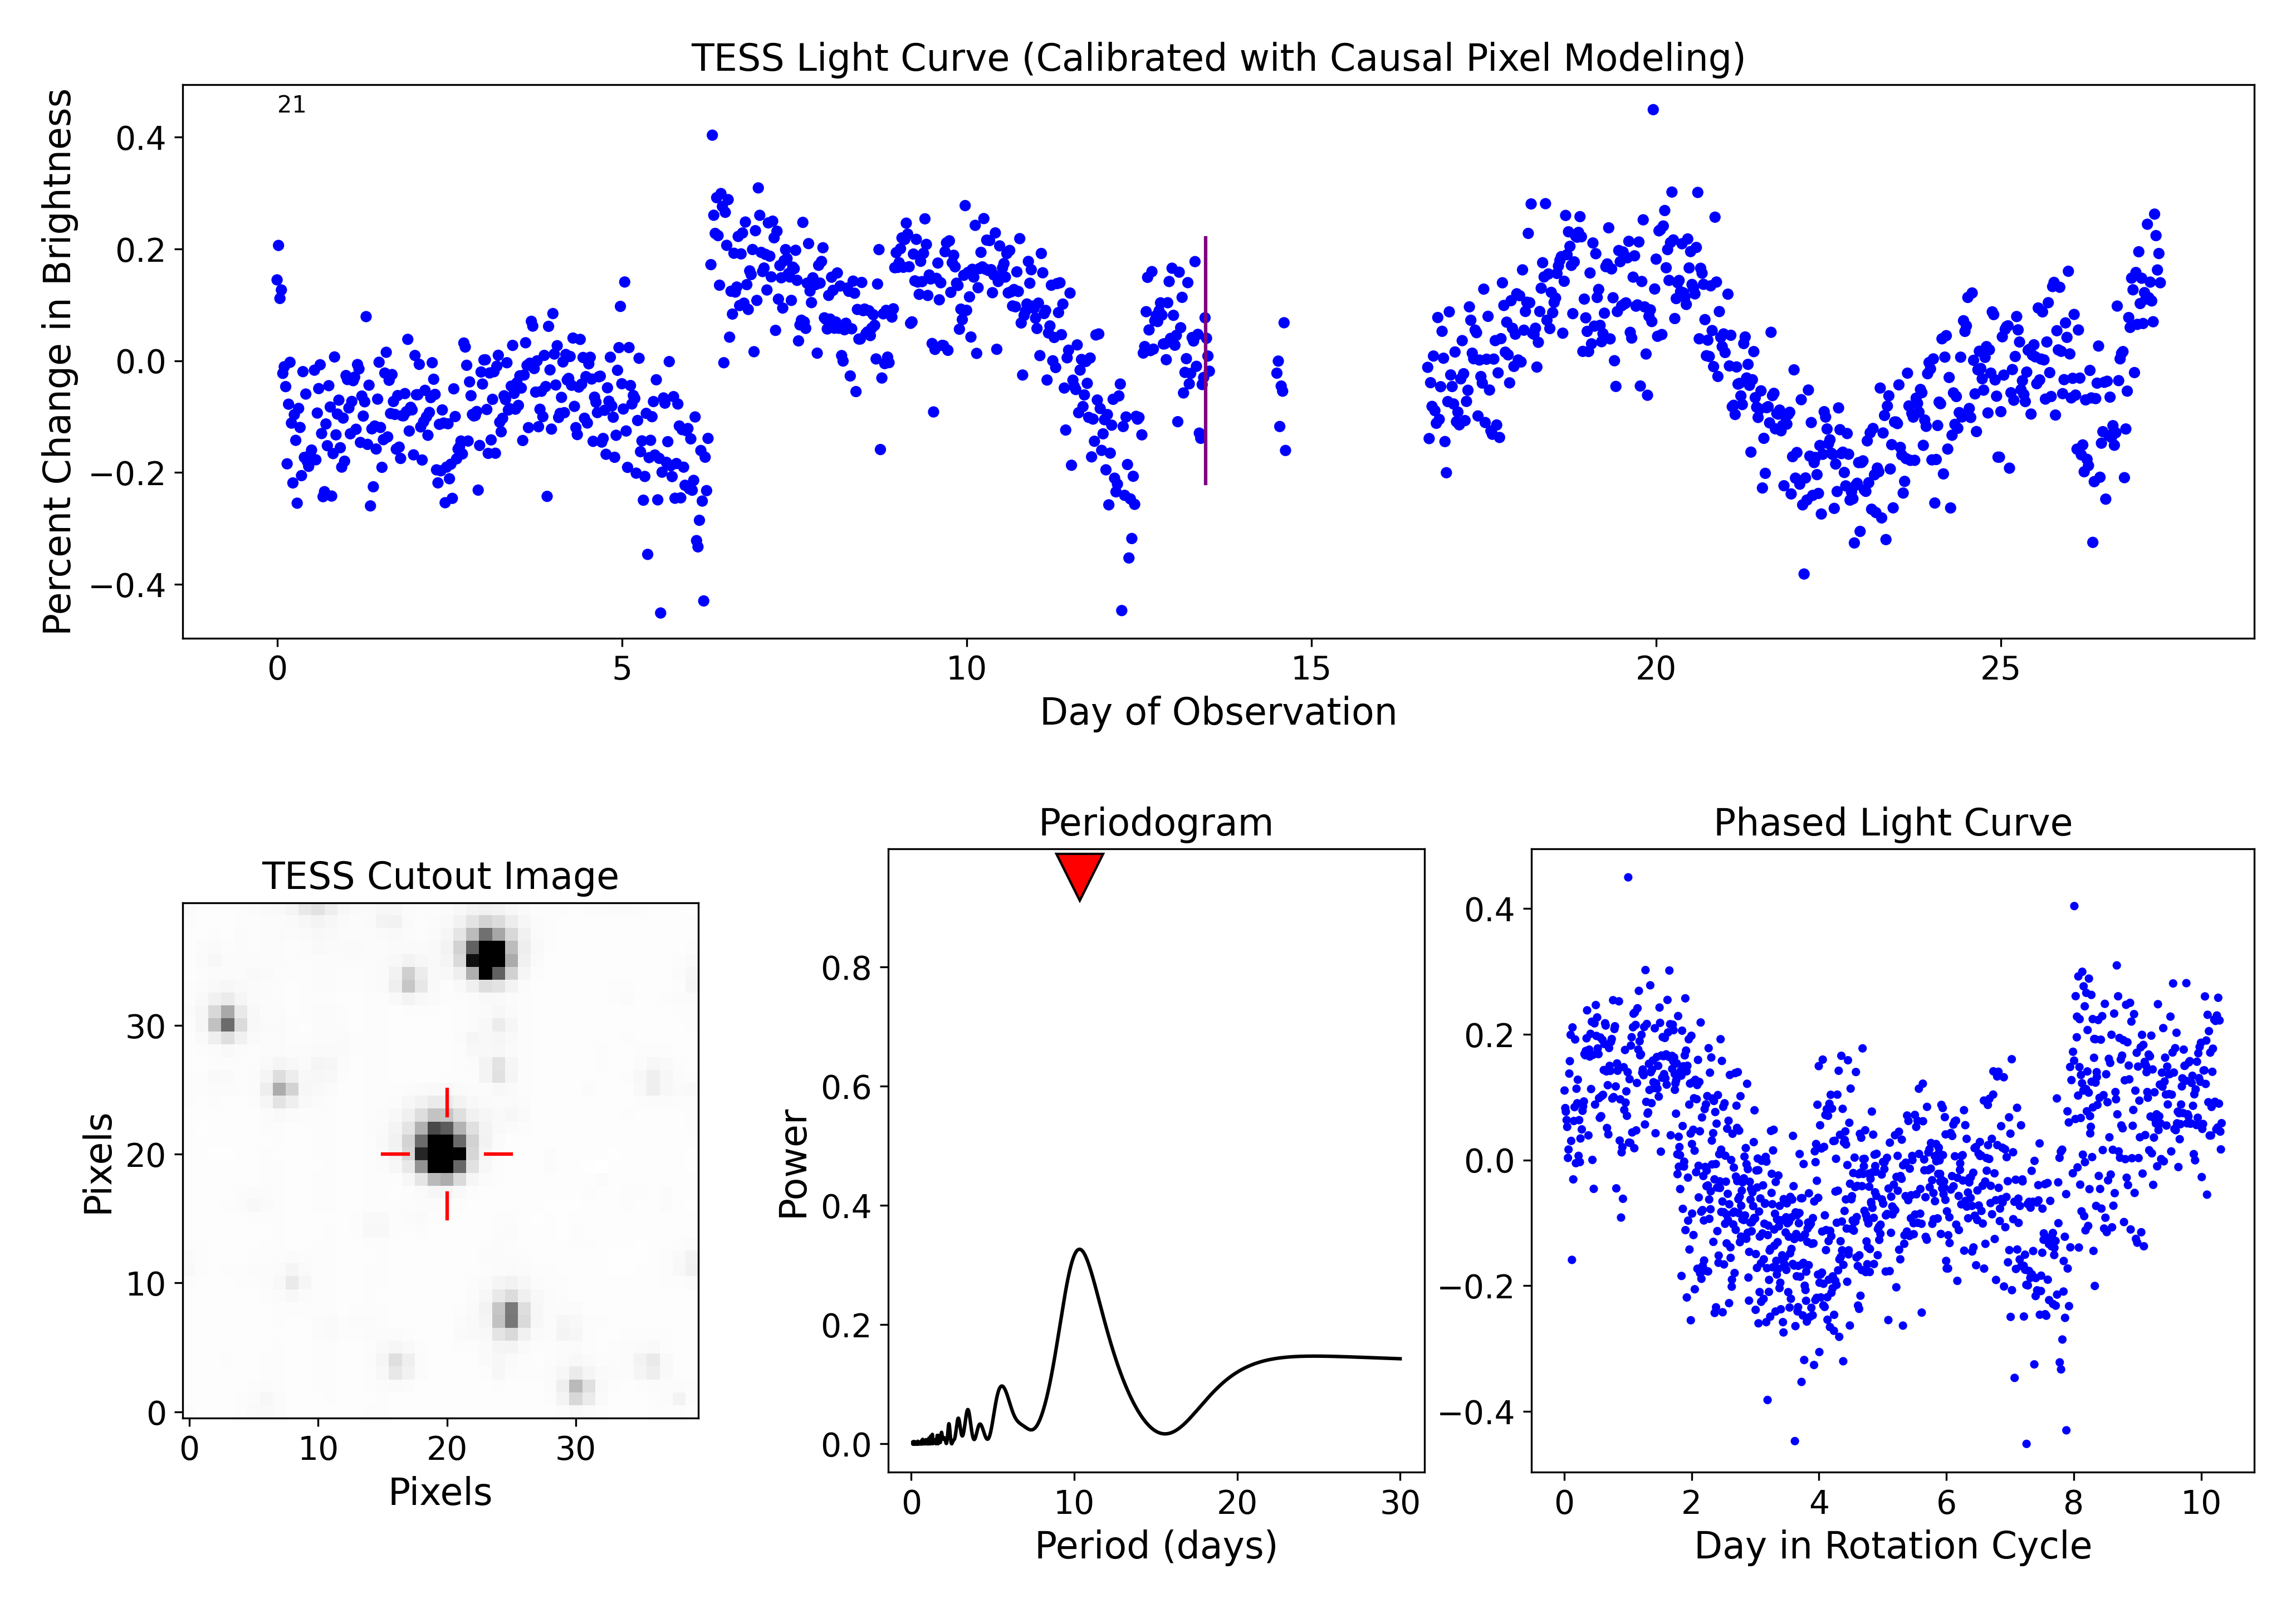 TESS Light Curve (Calibrated with Causal Pixel Modeling)
Percent Change in Brightness
21
0.4
0.2
0.0
−0.2
−0.4
0 5 10 15 20 25
Day of Observation
TESS Cutout Image
Pixels
30
20
10
0
0 10 20 30
Pixels
Periodogram
Power
0.8
0.6
0.4
0.2
0.0
0 10 20 30
Period (days)
Phased Light Curve
0.4
0.2
0.0
−0.2
−0.4
0 2 4 6 8 10
Day in Rotation Cycle